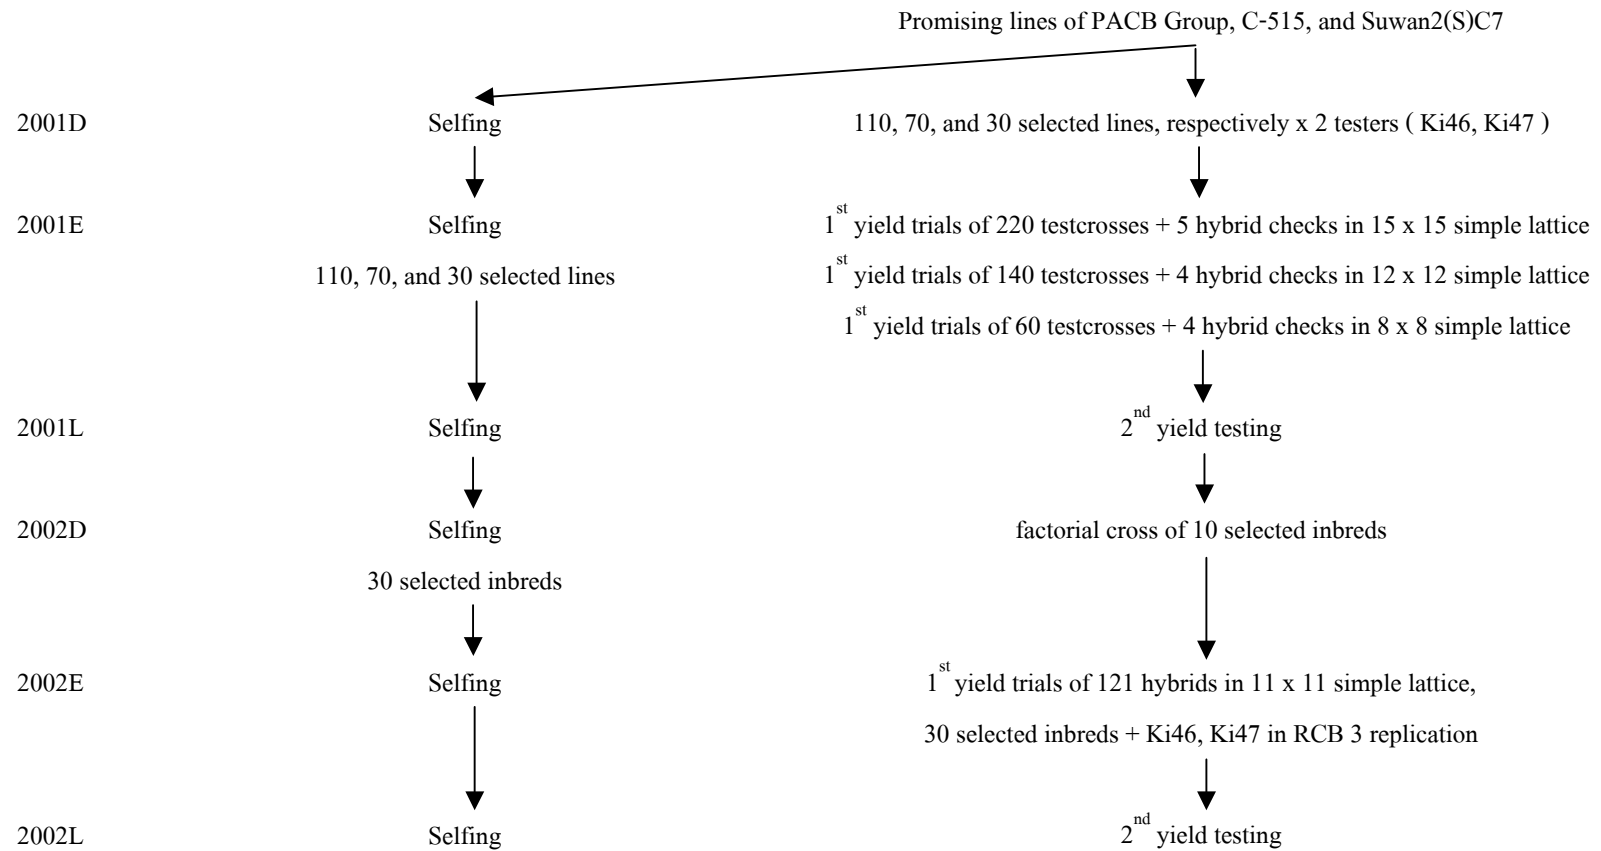 Promising lines of PACB Group, C-515, and Suwan2(S)C7
2001D Selfing 110, 70, and 30 selected lines, respectively x 2 testers ( Ki46, Ki47 )
2001E Selfing 1st yield trials of 220 testcrosses + 5 hybrid checks in 15 x 15 simple lattice
110, 70, and 30 selected lines 1st yield trials of 140 testcrosses + 4 hybrid checks in 12 x 12 simple lattice
1st yield trials of 60 testcrosses + 4 hybrid checks in 8 x 8 simple lattice
2001L Selfing 2nd yield testing
2002D Selfing factorial cross of 10 selected inbreds
30 selected inbreds
2002E Selfing 1st yield trials of 121 hybrids in 11 x 11 simple lattice,
30 selected inbreds + Ki46, Ki47 in RCB 3 replication
2002L Selfing 2nd yield testing